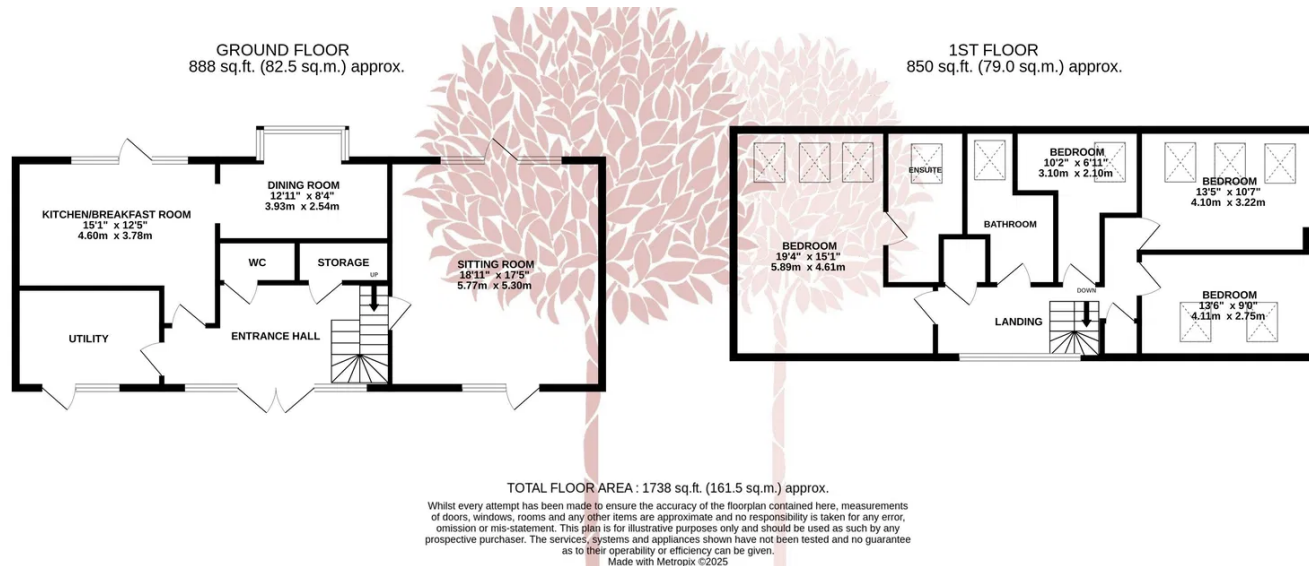 GROUND FLOOR
888 sq.ft. (82.5 sq.m.) approx.
KITCHEN/BREAKFAST ROOM
15'1" x 12'5"
4.60m x 3.78m
DINING ROOM
12'11" x 8'4"
3.93m x 2.54m
WC
STORAGE
UP
SITTING ROOM
18'11" x 17'5"
5.77m x 5.30m
UTILITY
ENTRANCE HALL
1ST FLOOR
850 sq.ft. (79.0 sq.m.) approx.
BEDROOM
19'4" x 15'1"
5.89m x 4.61m
ENSUITE
BATHROOM
BEDROOM
10'2" x 6'11"
3.10m x 2.10m
BEDROOM
13'5" x 10'7"
4.10m x 3.22m
DOWN
LANDING
BEDROOM
13'6" x 9'0"
4.11m x 2.75m
TOTAL FLOOR AREA : 1738 sq.ft. (161.5 sq.m.) approx.
Whilst every attempt has been made to ensure the accuracy of the floorplan contained here, measurements
of doors, windows, rooms and any other items are approximate and no responsibility is taken for any error,
omission or mis-statement. This plan is for illustrative purposes only and should be used as such by any
prospective purchaser. The services, systems and appliances shown have not been tested and no guarantee
as to their operability or efficiency can be given.
Made with Metropix ©2025